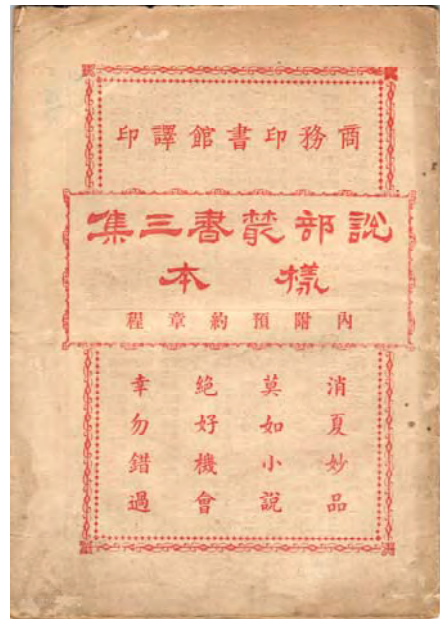 商務印書館譯印
說部叢書三集
樣本
內附預約章程
消夏妙品
莫如小說
絕好機會
幸勿錯過